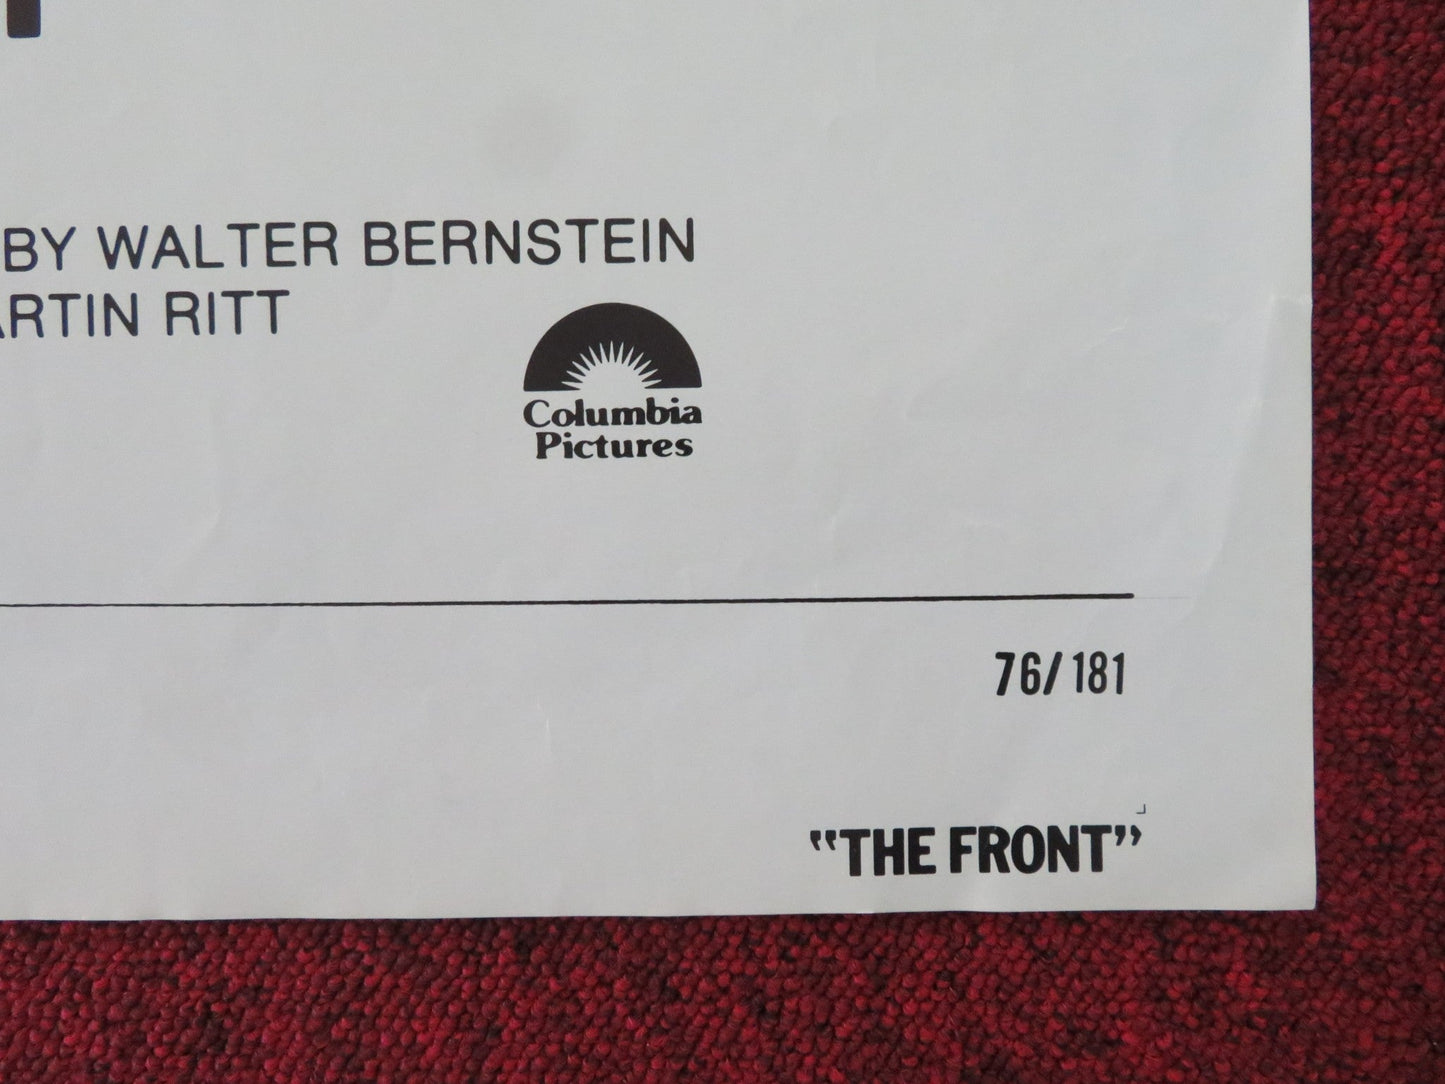 BY WALTER BERNSTEIN
ARTIN RITT
Columbia
Pictures
76/181
"THE FRONT"